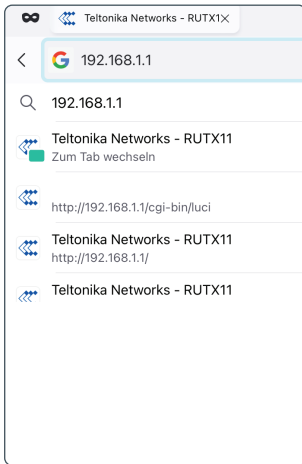 Teltonika Networks - RUTX1
192.168.1.1
192.168.1.1
Teltonika Networks - RUTX11
Zum Tab wechseln
http://192.168.1.1/cgi-bin/luci
Teltonika Networks - RUTX11
http://192.168.1.1/
Teltonika Networks - RUTX11